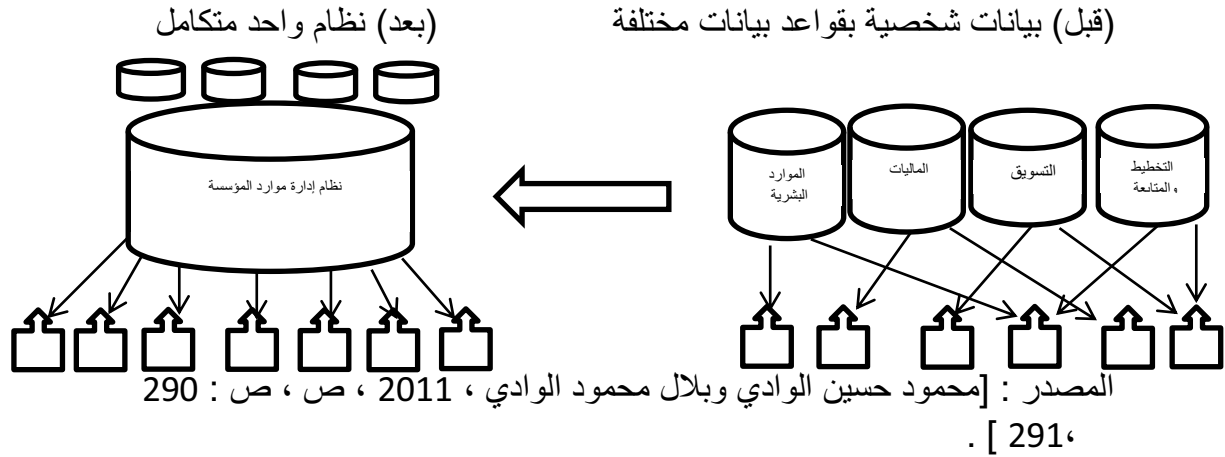 (قبل) بيانات شخصية بقواعد بيانات مختلفة
(بعد) نظام واحد متكامل
التخطيط
والمتابعة
التسويق
الماليات
الموارد
البشرية
نظام إدارة موارد المؤسسة
المصدر : [محمود حسين الوادي وبلال محمود الوادي ، 2011 ، ص ، ص : 290
،291 ] .